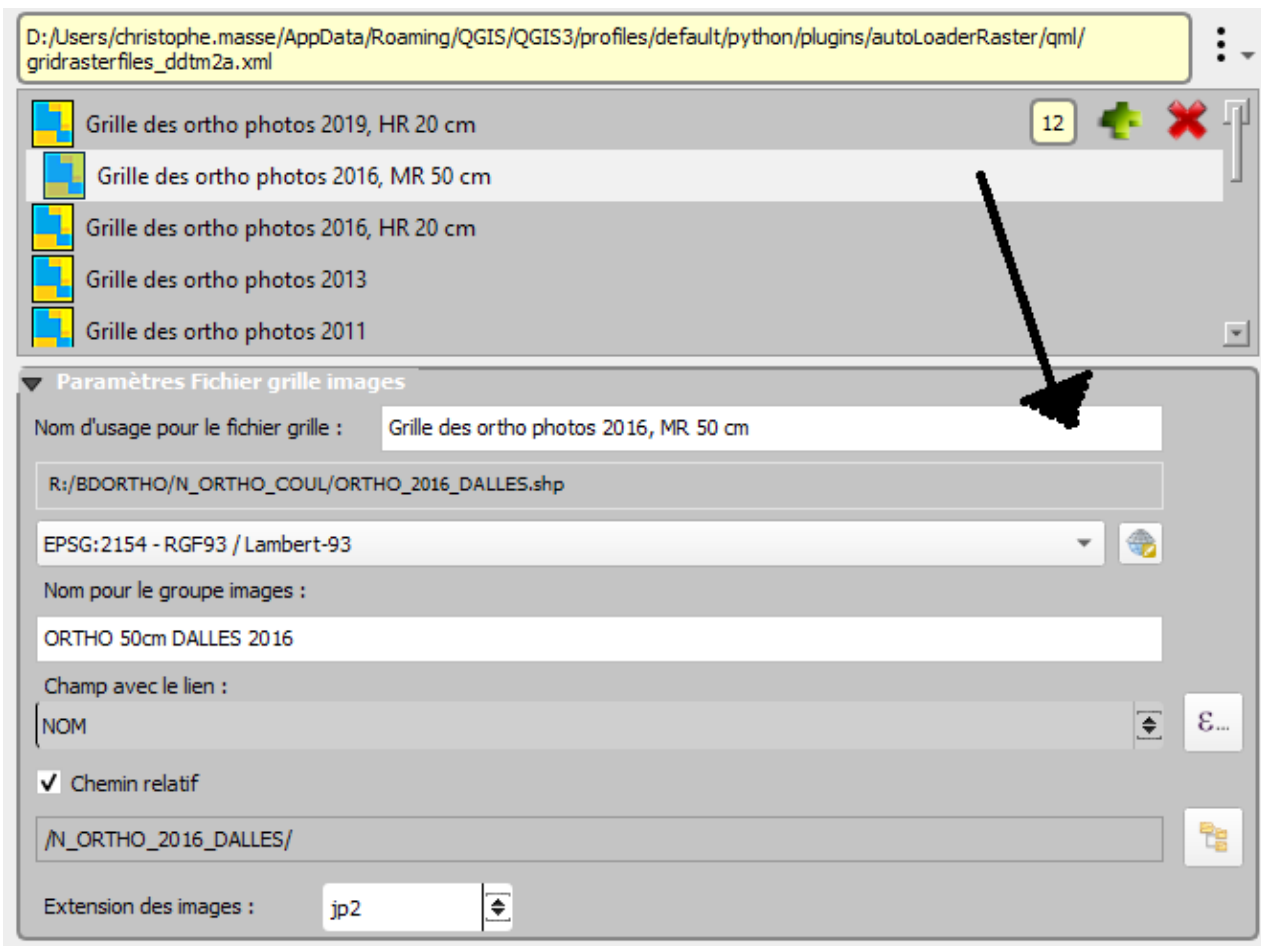 D:/Users/christophe.masse/AppData/Roaming/QGIS/QGIS3/profiles/default/python/plugins/autoLoaderRaster/qml/
gridrasterfiles_ddtm2a.xml
Grille des ortho photos 2019, HR 20 cm
12
Grille des ortho photos 2016, MR 50 cm
Grille des ortho photos 2016, HR 20 cm
Grille des ortho photos 2013
Grille des ortho photos 2011
Paramètres Fichier grille images
Nom d'usage pour le fichier grille : Grille des ortho photos 2016, MR 50 cm
R:/BDORTHO/N_ORTHO_COUL/ORTHO_2016_DALLES.shp
EPSG:2154 - RGF93 / Lambert-93
Nom pour le groupe images :
ORTHO 50cm DALLES 2016
Champ avec le lien :
NOM
ε...
Chemin relatif
/N_ORTHO_2016_DALLES/
Extension des images : jp2